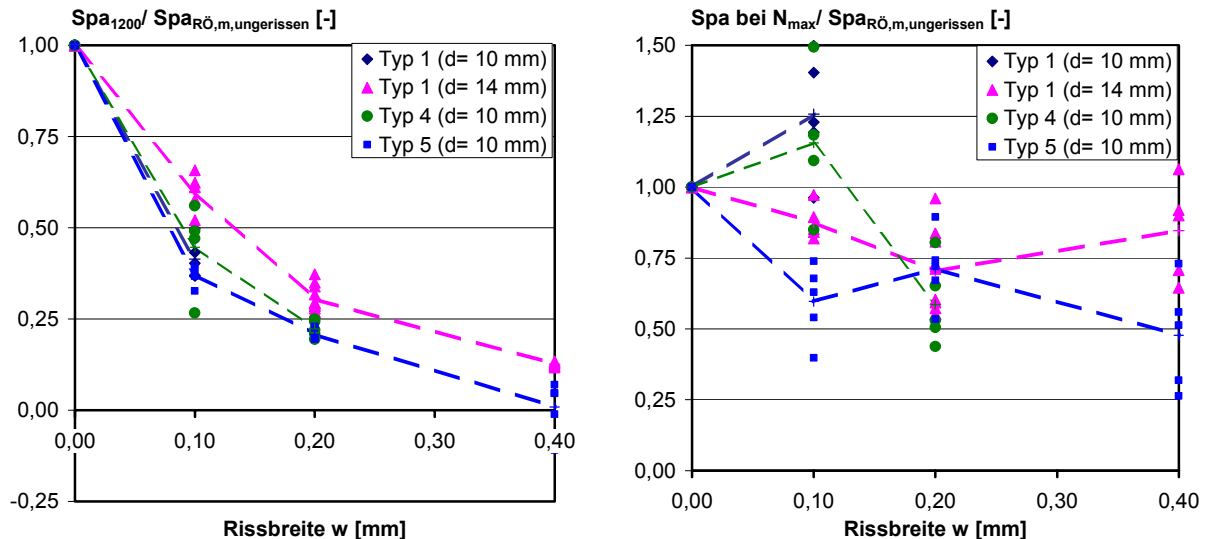 Spa1200/ SpaRÖ,m,ungerissen [-]
1,00
0,75
0,50
0,25
0,00
-0,25
0,00
0,10
0,20
0,30
0,40
Typ 1 (d= 10 mm)
Typ 1 (d= 14 mm)
Typ 4 (d= 10 mm)
Typ 5 (d= 10 mm)
Rissbreite w [mm]
Spa bei Nmax/ SpaRÖ,m,ungerissen [-]
1,50
1,25
1,00
0,75
0,50
0,25
0,00
0,00
0,10
0,20
0,30
0,40
Typ 1 (d= 10 mm)
Typ 1 (d= 14 mm)
Typ 4 (d= 10 mm)
Typ 5 (d= 10 mm)
Rissbreite w [mm]